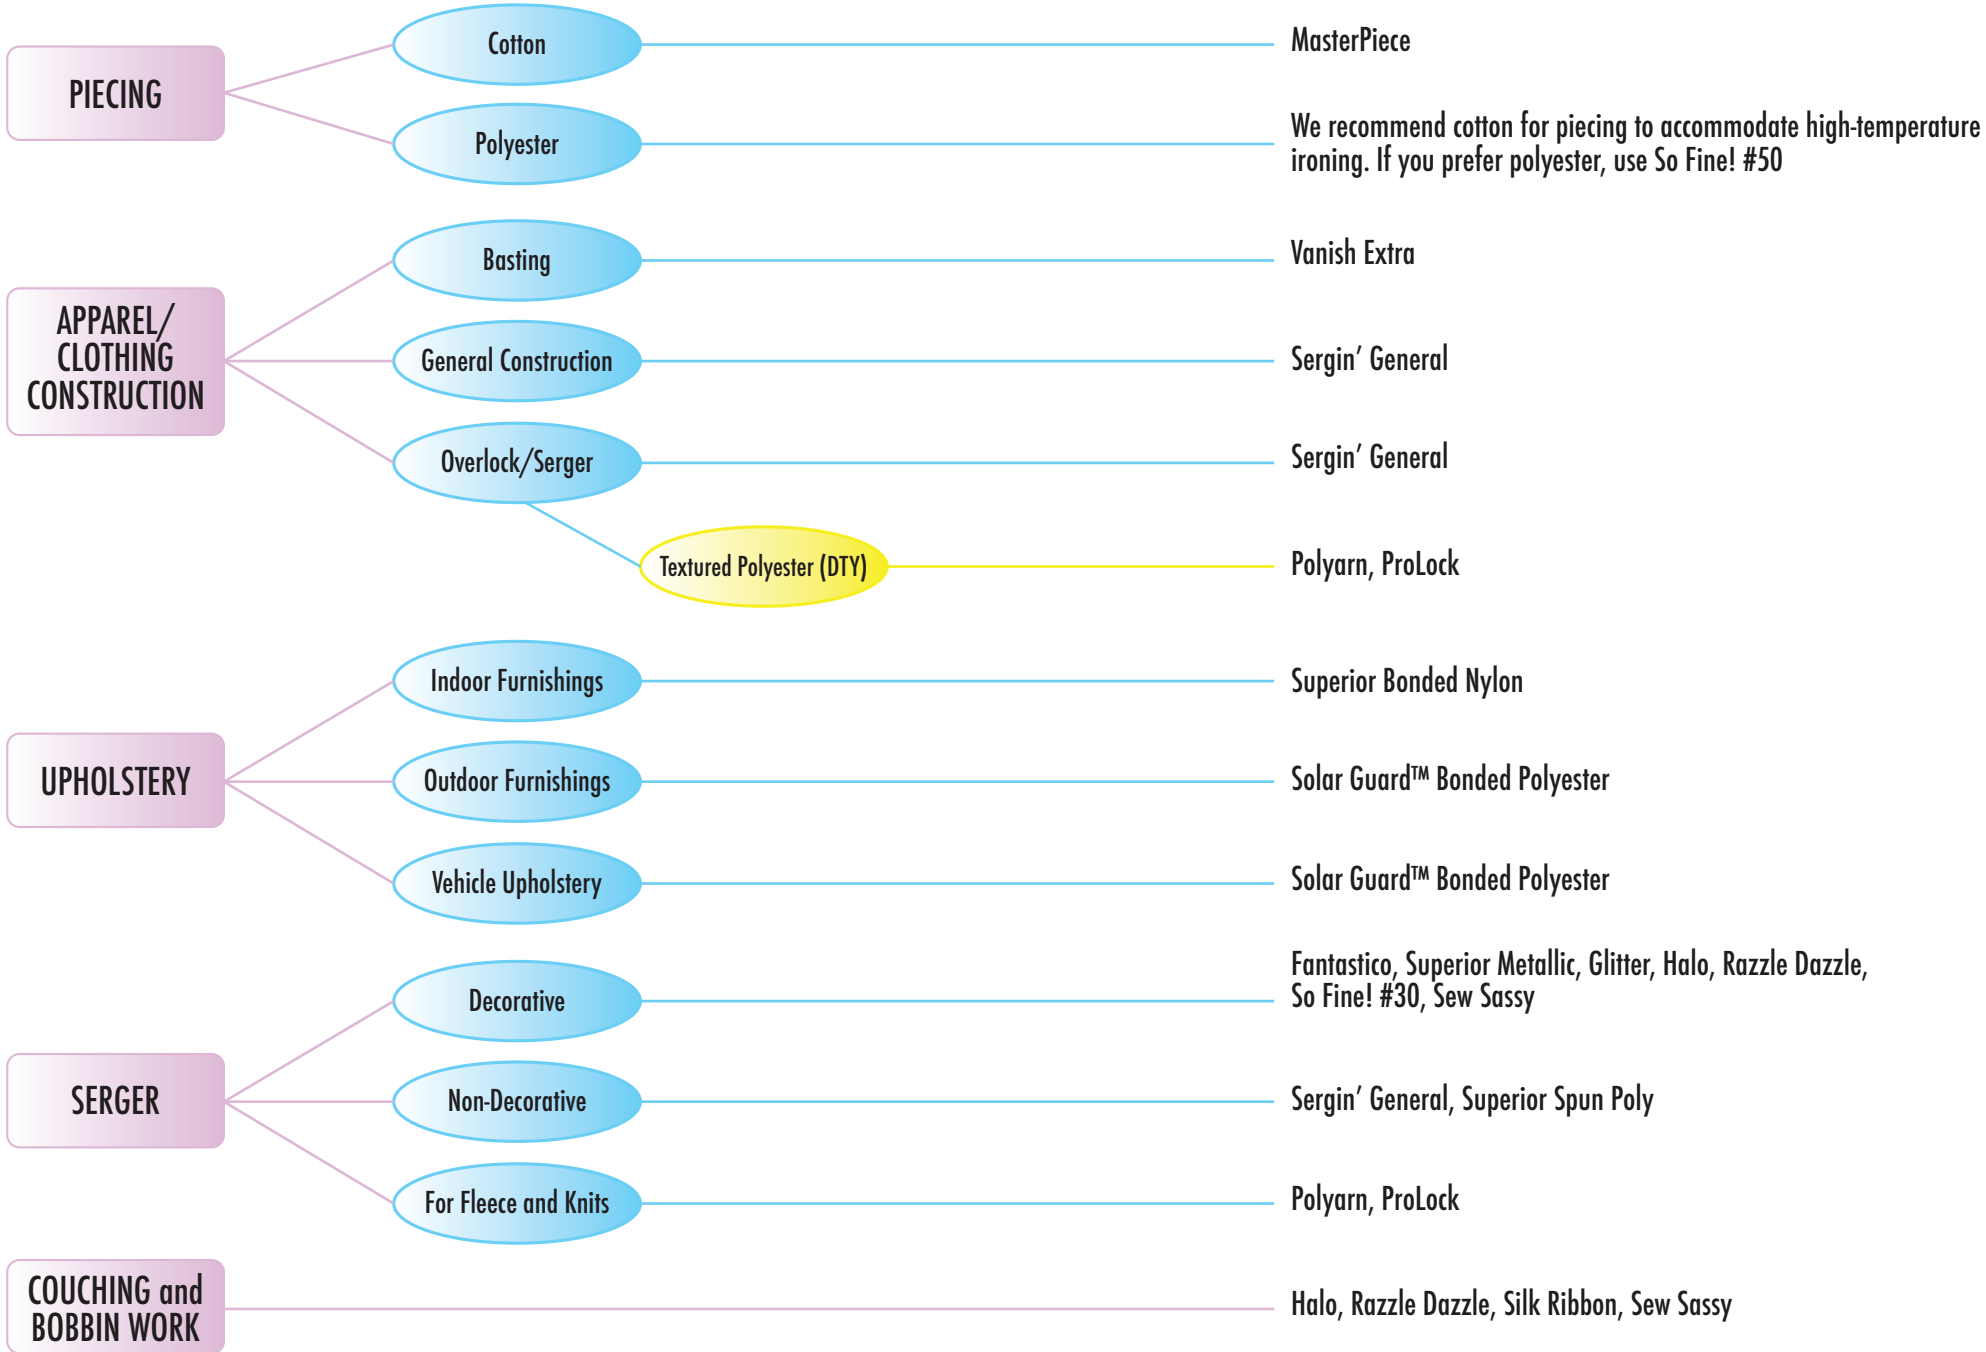 PIECING
Cotton
MasterPiece
Polyester
We recommend cotton for piecing to accommodate high-temperature
ironing. If you prefer polyester, use So Fine! #50
APPAREL/
CLOTHING
CONSTRUCTION
Basting
Vanish Extra
General Construction
Sergin’ General
Overlock/Serger
Sergin’ General
Textured Polyester (DTY)
Polyarn, ProLock
UPHOLSTERY
Indoor Furnishings
Superior Bonded Nylon
Outdoor Furnishings
Solar Guard™ Bonded Polyester
Vehicle Upholstery
Solar Guard™ Bonded Polyester
SERGER
Decorative
Fantastico, Superior Metallic, Glitter, Halo, Razzle Dazzle,
So Fine! #30, Sew Sassy
Non-Decorative
Sergin’ General, Superior Spun Poly
For Fleece and Knits
Polyarn, ProLock
COUCHING and
BOBBIN WORK
Halo, Razzle Dazzle, Silk Ribbon, Sew Sassy